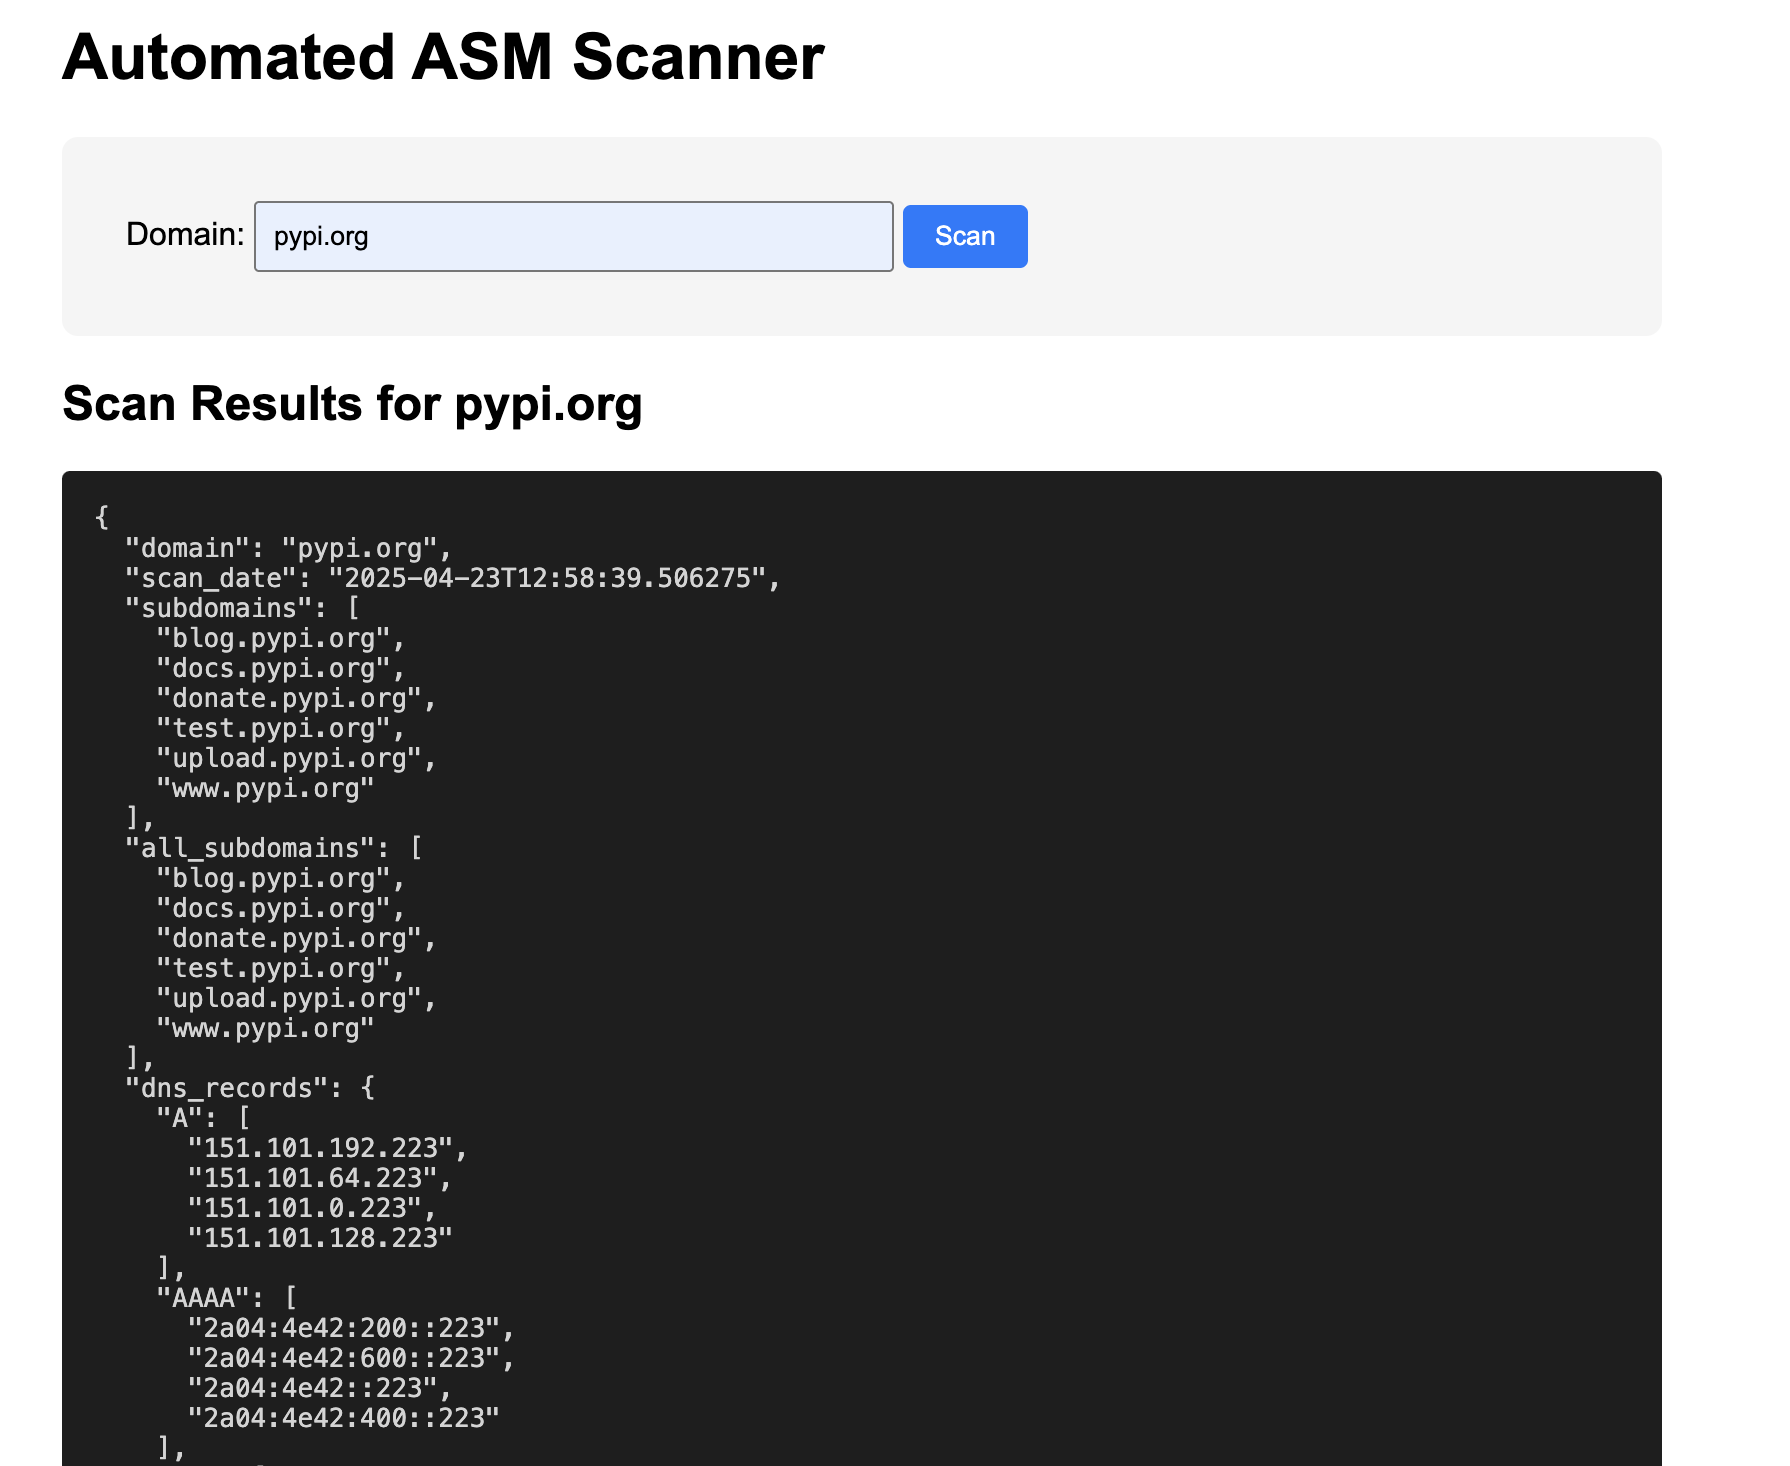 Automated ASM Scanner
Domain: pypi.org Scan
Scan Results for pypi.org
{
  "domain": "pypi.org",
  "scan_date": "2025-04-23T12:58:39.506275",
  "subdomains": [
    "blog.pypi.org",
    "docs.pypi.org",
    "donate.pypi.org",
    "test.pypi.org",
    "upload.pypi.org",
    "www.pypi.org"
  ],
  "all_subdomains": [
    "blog.pypi.org",
    "docs.pypi.org",
    "donate.pypi.org",
    "test.pypi.org",
    "upload.pypi.org",
    "www.pypi.org"
  ],
  "dns_records": {
    "A": [
      "151.101.192.223",
      "151.101.64.223",
      "151.101.0.223",
      "151.101.128.223"
    ],
    "AAAA": [
      "2a04:4e42:200::223",
      "2a04:4e42:600::223",
      "2a04:4e42::223",
      "2a04:4e42:400::223"
    ],